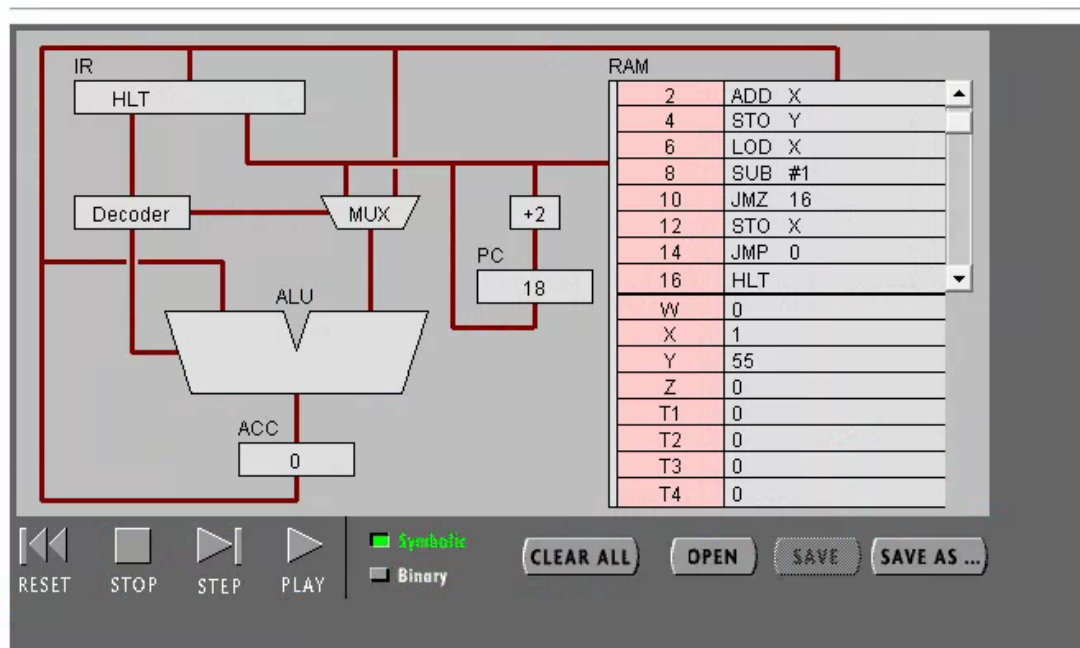 IR
HLT
Decoder
MUX
+2
PC
18
ALU
ACC
0
RAM
2 ADD X
4 STO Y
6 LOD X
8 SUB #1
10 JMZ 16
12 STO X
14 JMP 0
16 HLT
W 0
X 1
Y 55
Z 0
T1 0
T2 0
T3 0
T4 0
RESET STOP STEP PLAY
Symbolic
Binary
CLEAR ALL OPEN SAVE SAVE AS ...